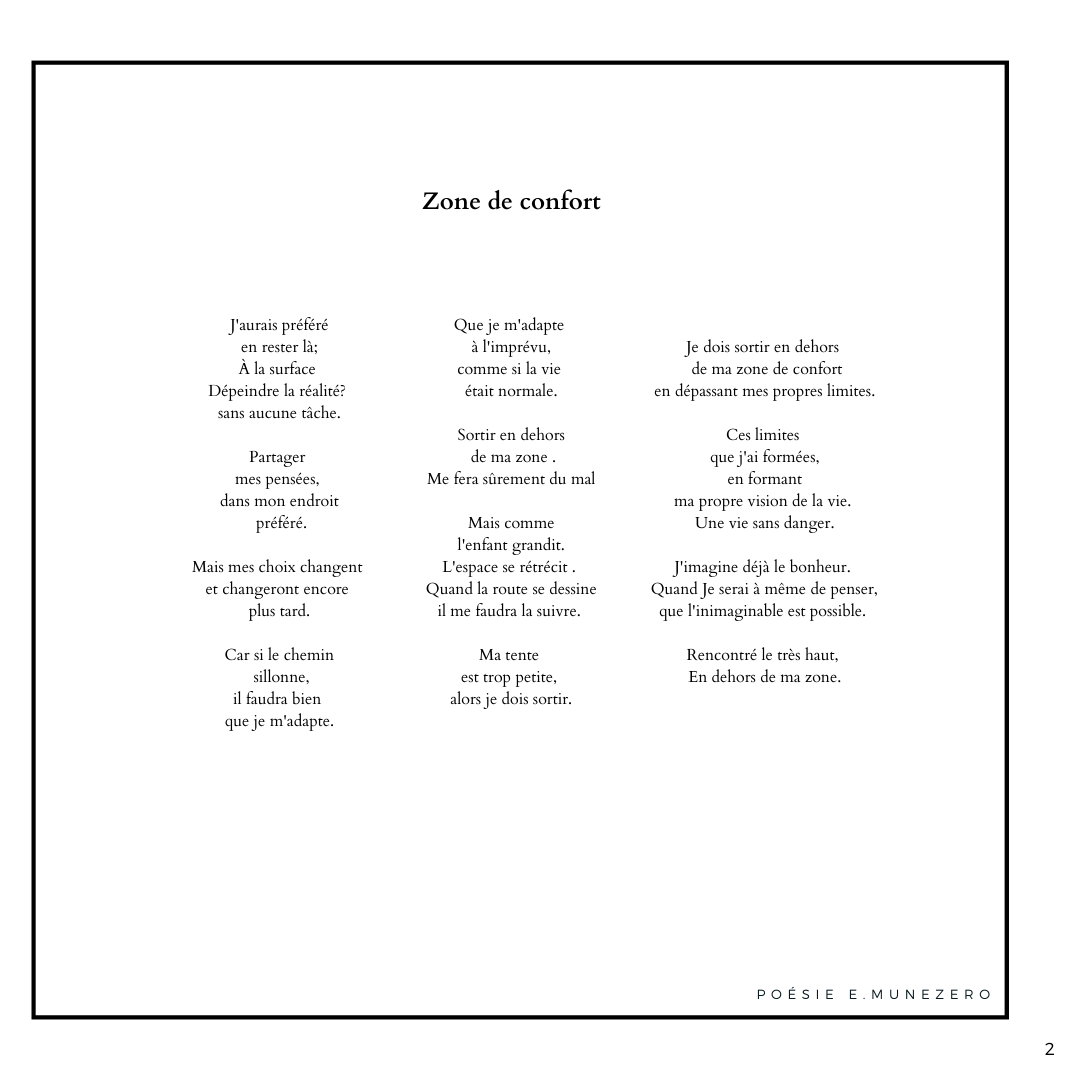 Zone de confort
J'aurais préféré
en rester là;
À la surface
Dépeindre la réalité?
sans aucune tâche.
Partager
mes pensées,
dans mon endroit
préféré.
Mais mes choix changent
et changeront encore
plus tard.
Car si le chemin
sillonne,
il faudra bien
que je m'adapte.
Que je m'adapte
à l'imprévu,
comme si la vie
était normale.
Sortir en dehors
de ma zone .
Me fera sûrement du mal
Mais comme
l'enfant grandit.
L'espace se rétrécit .
Quand la route se dessine
il me faudra la suivre.
Ma tente
est trop petite,
alors je dois sortir.
Je dois sortir en dehors
de ma zone de confort
en dépassant mes propres limites.
Ces limites
que j'ai formées,
en formant
ma propre vision de la vie.
Une vie sans danger.
J'imagine déjà le bonheur.
Quand Je serai à même de penser,
que l'inimaginable est possible.
Rencontré le très haut,
En dehors de ma zone.
POÉSIE E.MUNEZERO
2